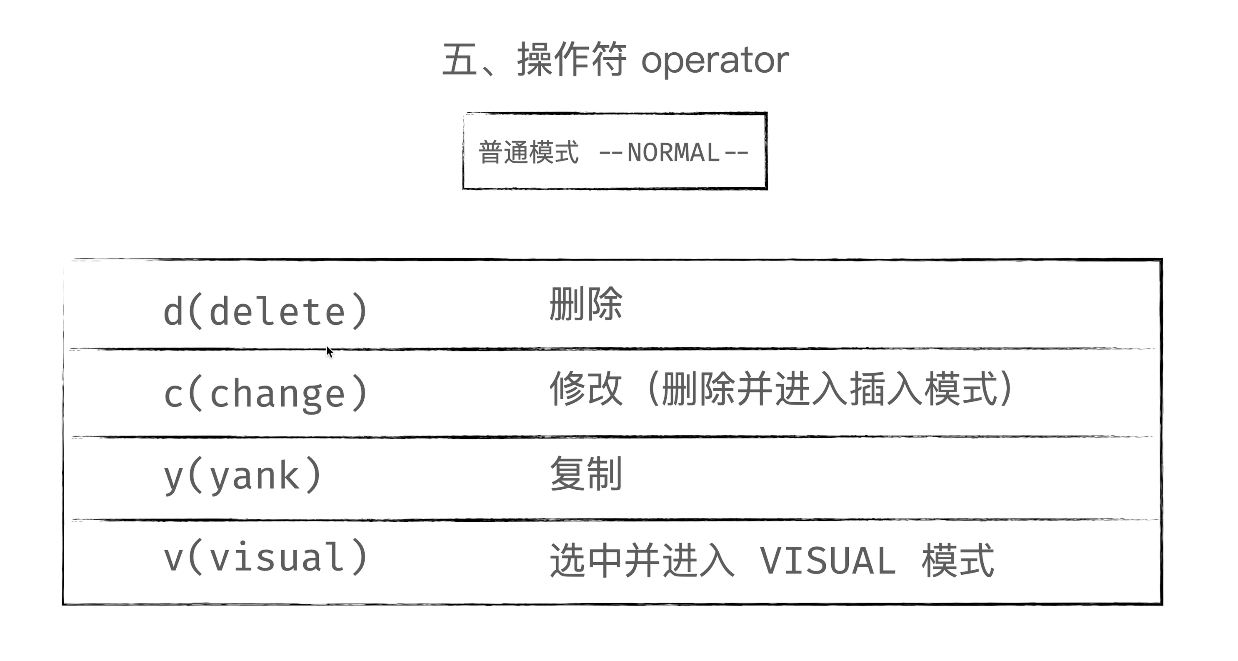 五、操作符 operator
普通模式 --NORMAL--
d(delete) 删除
c(change) 修改（删除并进入插入模式）
y(yank) 复制
v(visual) 选中并进入 VISUAL 模式